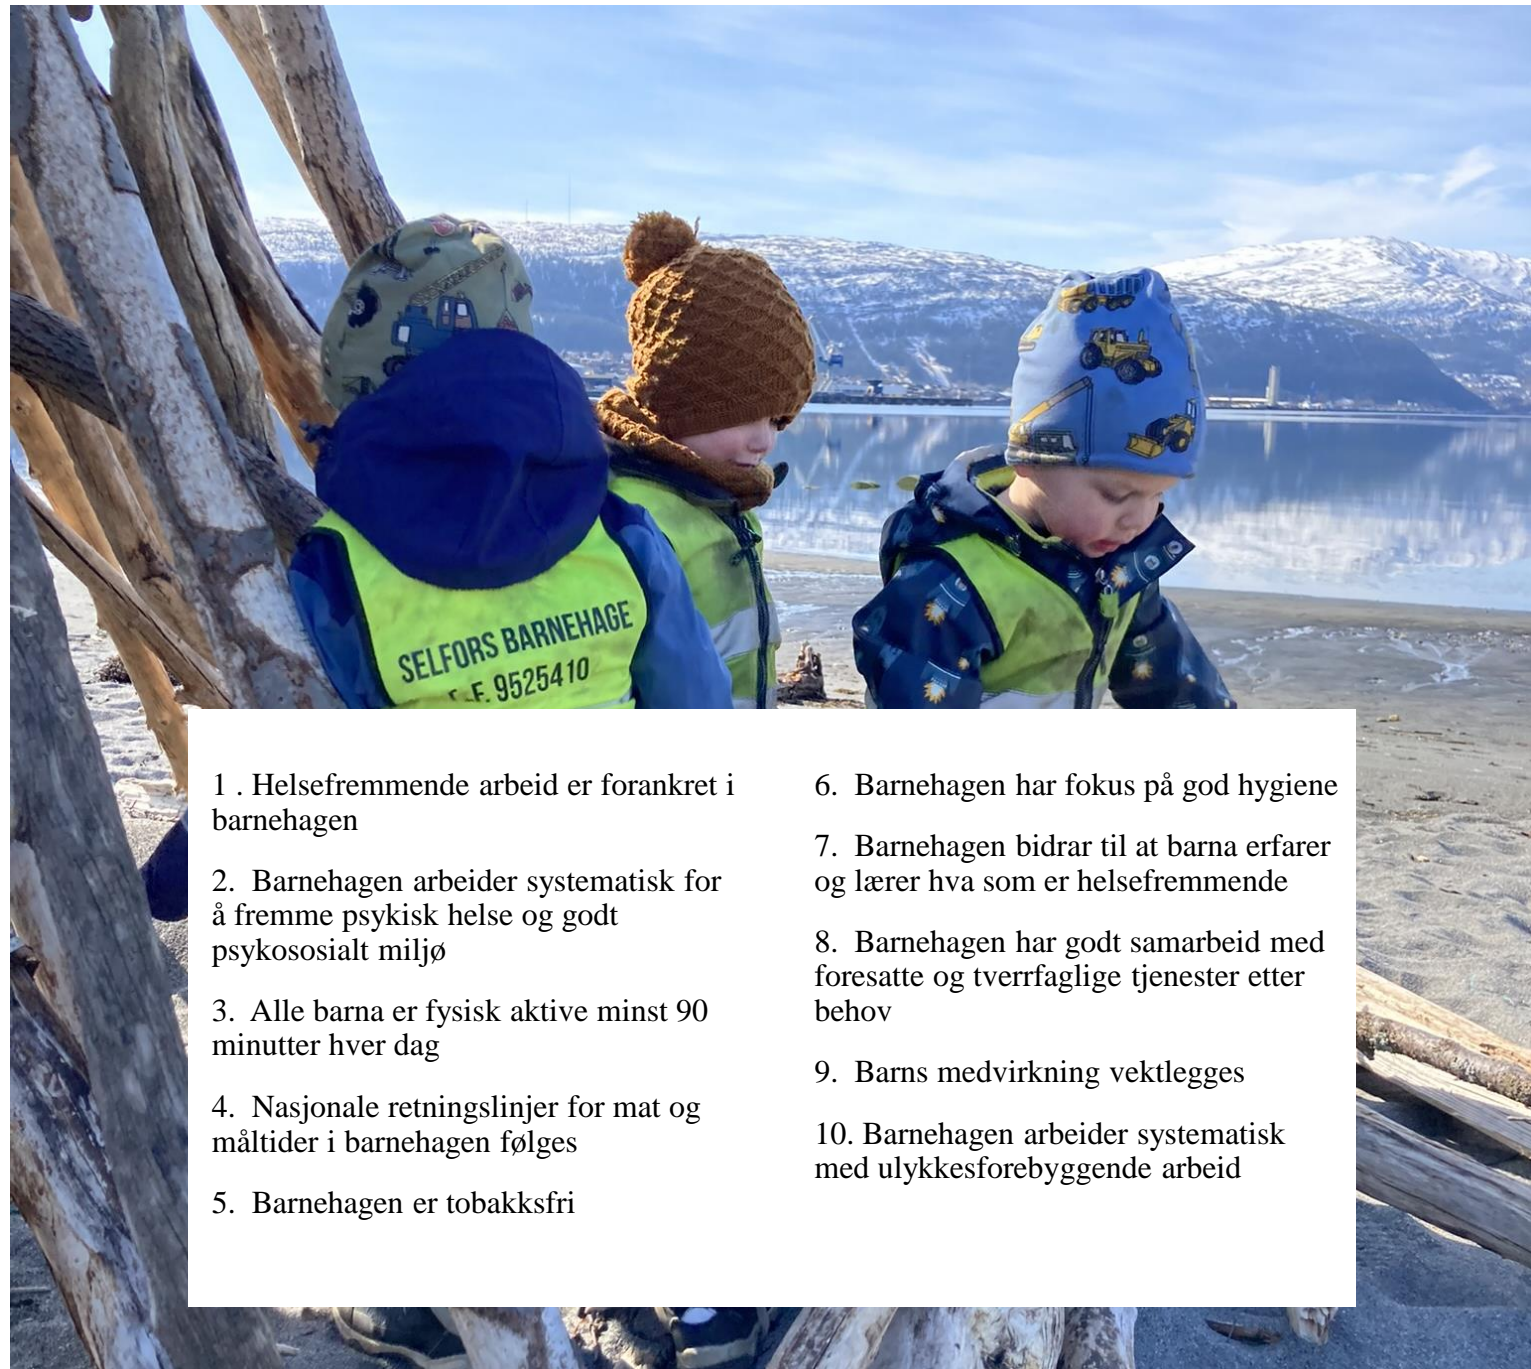 SELFORS BARNEHAGE
F. 9525410
1 . Helsefremmende arbeid er forankret i
barnehagen
2. Barnehagen arbeider systematisk for
å fremme psykisk helse og godt
psykososialt miljø
3. Alle barna er fysisk aktive minst 90
minutter hver dag
4. Nasjonale retningslinjer for mat og
måltider i barnehagen følges
5. Barnehagen er tobakksfri
6. Barnehagen har fokus på god hygiene
7. Barnehagen bidrar til at barna erfarer
og lærer hva som er helsefremmende
8. Barnehagen har godt samarbeid med
foresatte og tverrfaglige tjenester etter
behov
9. Barns medvirkning vektlegges
10. Barnehagen arbeider systematisk
med ulykkesforebyggende arbeid